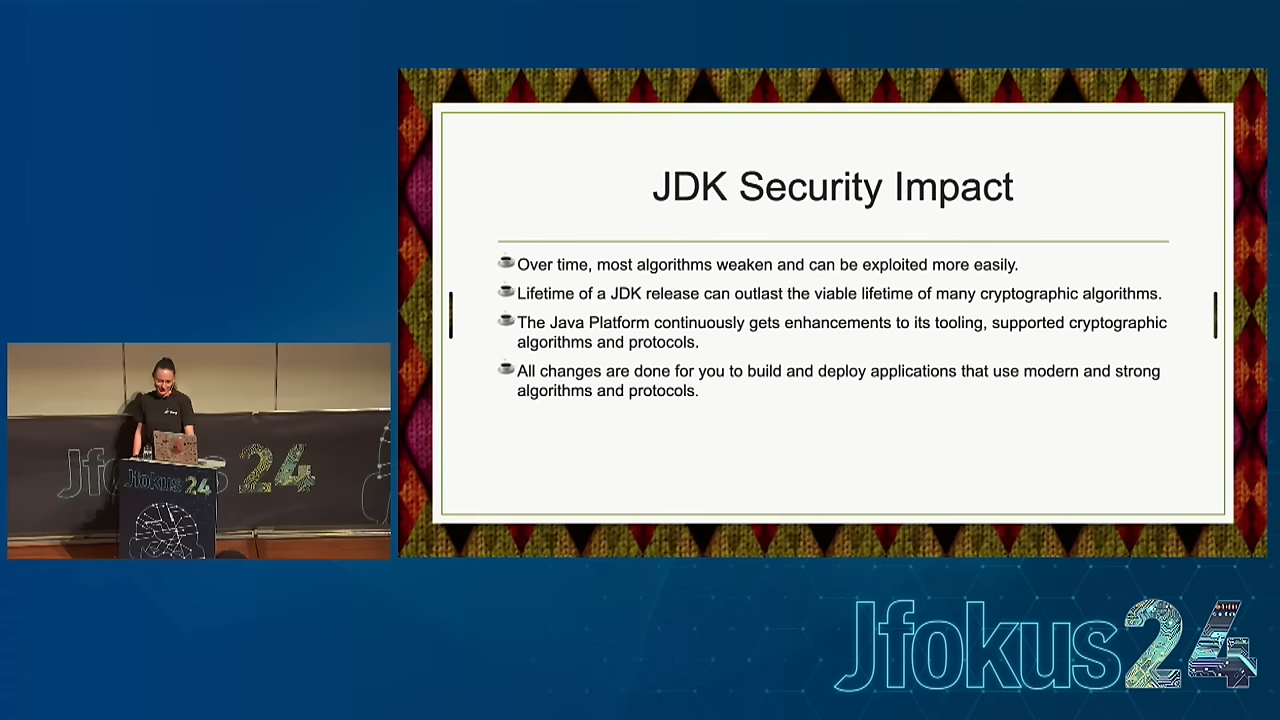 JDK Security Impact
Over time, most algorithms weaken and can be exploited more easily.
Lifetime of a JDK release can outlast the viable lifetime of many cryptographic algorithms.
The Java Platform continuously gets enhancements to its tooling, supported cryptographic
algorithms and protocols.
All changes are done for you to build and deploy applications that use modern and strong
algorithms and protocols.
Jfo s 24
Jfokus 24
Jfokus24